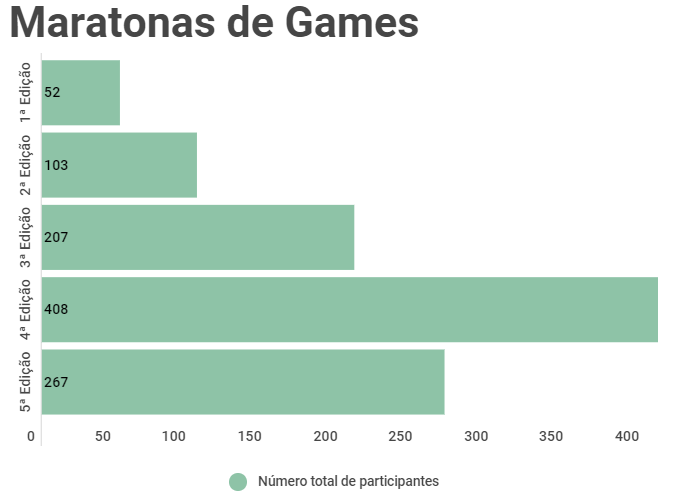 Maratonas de Games
1ª Edição
52
2ª Edição
103
3ª Edição
207
4ª Edição
408
5ª Edição
267
0 50 100 150 200 250 300 350 400
Número total de participantes